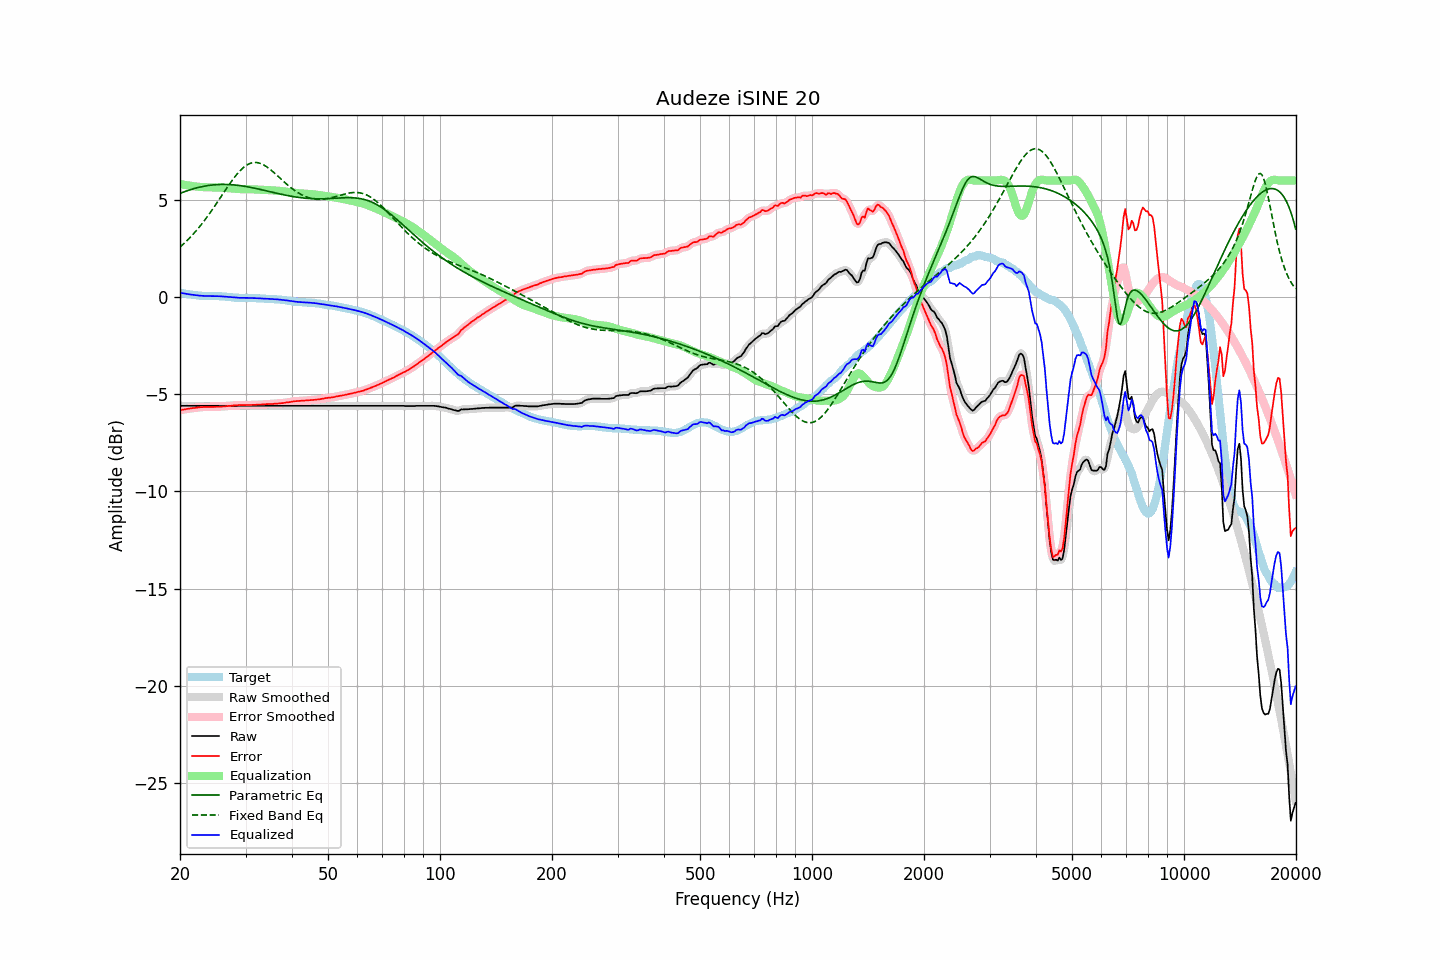 Audeze iSINE 20
Amplitude (dBr)
5
0
−5
−10
−15
−20
−25
Target
Raw Smoothed
Error Smoothed
Raw
Error
Equalization
Parametric Eq
Fixed Band Eq
Equalized
20 50 100 200 500 1000 2000 5000 10000 20000
Frequency (Hz)